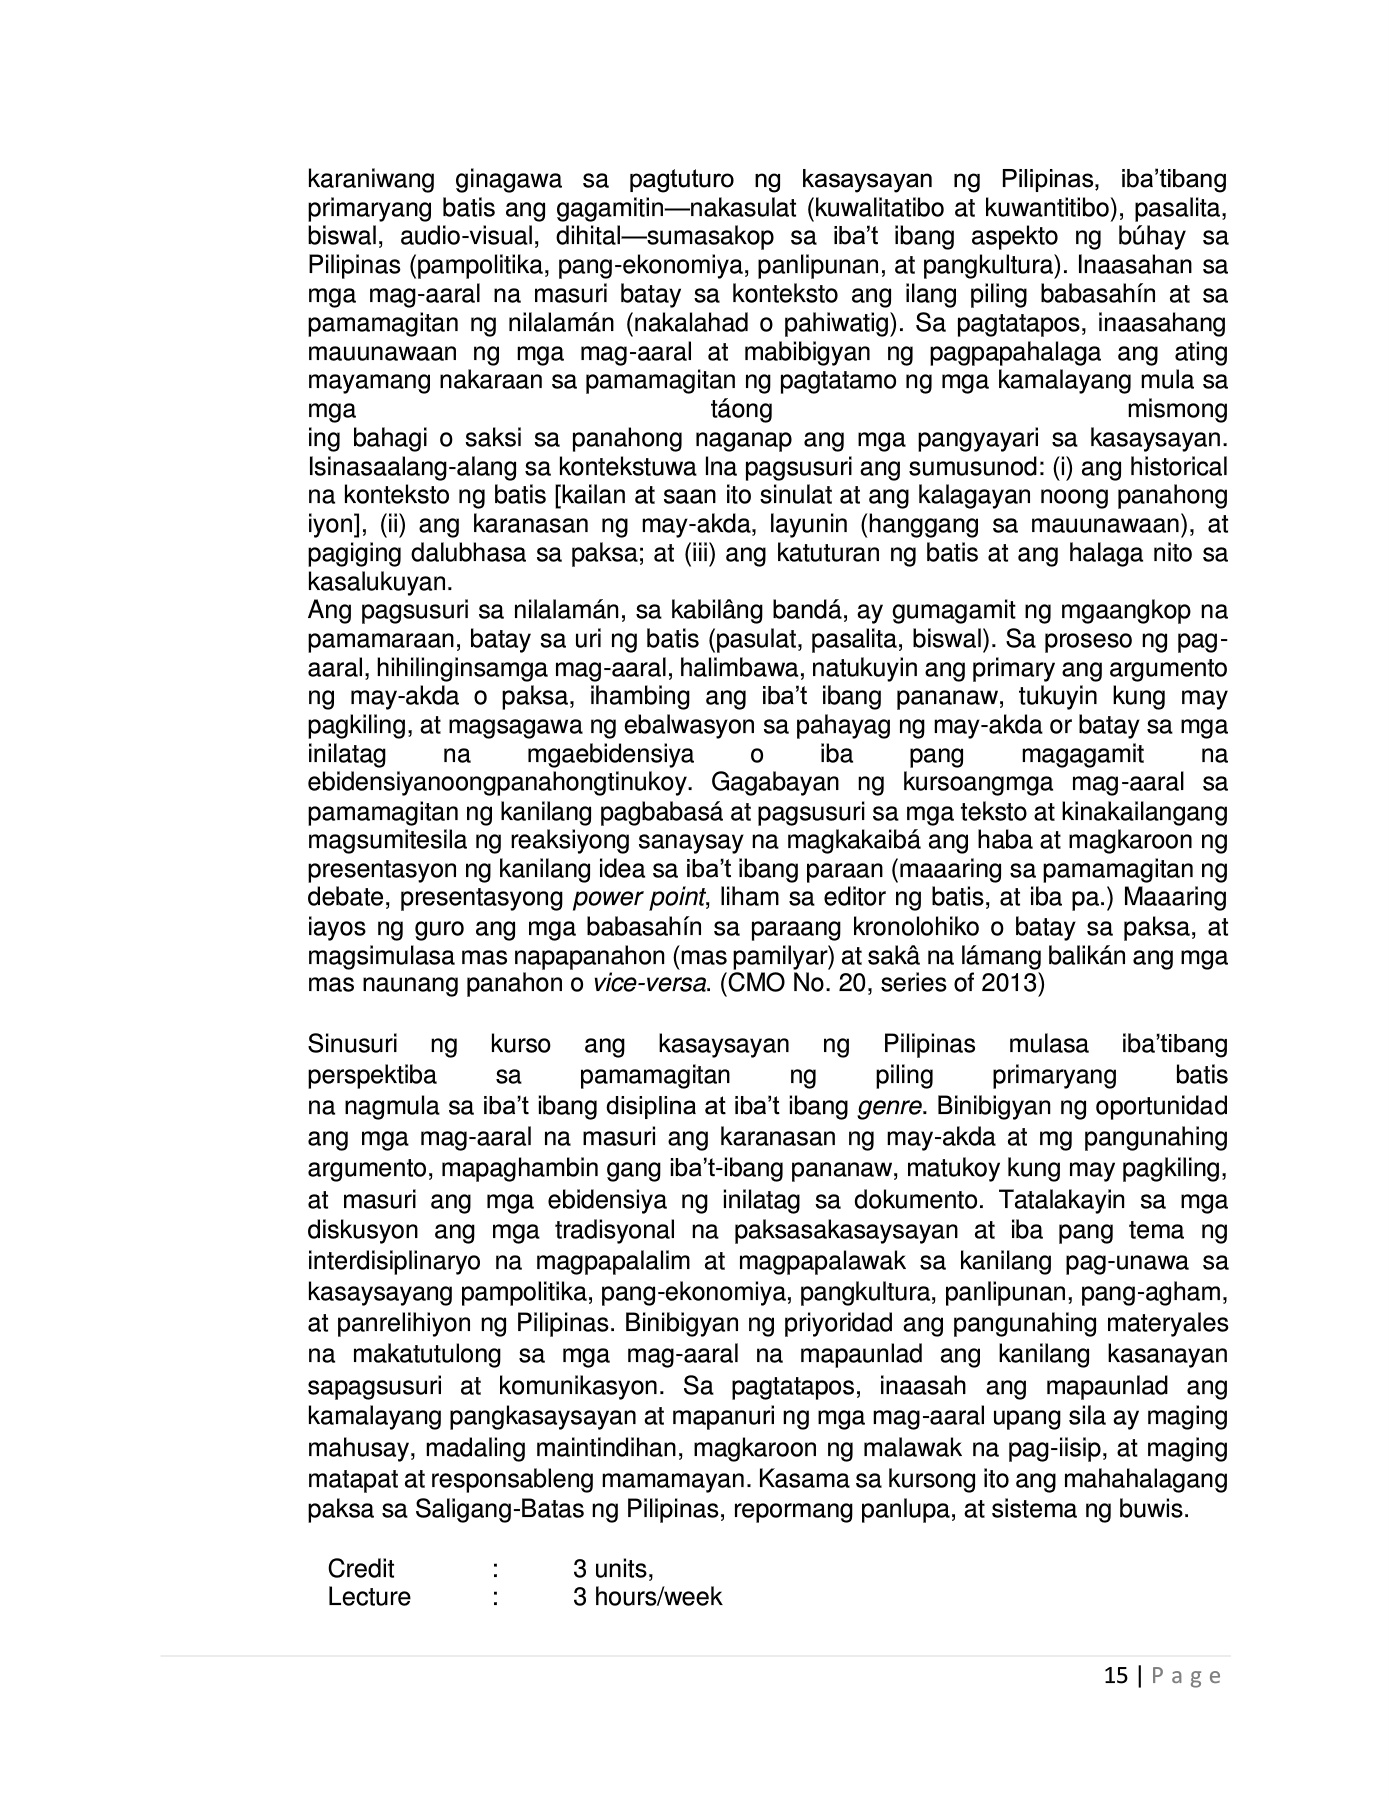 karaniwang ginagawa sa pagtuturo ng kasaysayan ng Pilipinas, iba’tibang
primaryang batis ang gagamitin—nakasulat (kuwalitatibo at kuwantitibo), pasalita,
biswal, audio-visual, dihital—sumasakop sa iba’t ibang aspekto ng búhay sa
Pilipinas (pampolitika, pang-ekonomiya, panlipunan, at pangkultura). Inaasahan sa
mga mag-aaral na masuri batay sa konteksto ang ilang piling babasahín at sa
pamamagitan ng nilalamán (nakalahad o pahiwatig). Sa pagtatapos, inaasahang
mauunawaan ng mga mag-aaral at mabibigyan ng pagpapahalaga ang ating
mayamang nakaraan sa pamamagitan ng pagtatamo ng mga kamalayang mula sa
mga táong mismong
ing bahagi o saksi sa panahong naganap ang mga pangyayari sa kasaysayan.
Isinasaalang-alang sa kontekstuwa lna pagsusuri ang sumusunod: (i) ang historical
na konteksto ng batis [kailan at saan ito sinulat at ang kalagayan noong panahong
iyon], (ii) ang karanasan ng may-akda, layunin (hanggang sa mauunawaan), at
pagiging dalubhasa sa paksa; at (iii) ang katuturan ng batis at ang halaga nito sa
kasalukuyan.
Ang pagsusuri sa nilalamán, sa kabilâng bandá, ay gumagamit ng mgaangkop na
pamamaraan, batay sa uri ng batis (pasulat, pasalita, biswal). Sa proseso ng pag-
aaral, hihilinginsamga mag-aaral, halimbawa, natukuyin ang primary ang argumento
ng may-akda o paksa, ihambing ang iba’t ibang pananaw, tukuyin kung may
pagkiling, at magsagawa ng ebalwasyon sa pahayag ng may-akda or batay sa mga
inilatag na mgaebidensiya o iba pang magagamit na
ebidensiyanoongpanahongtinukoy. Gagabayan ng kursoangmga mag-aaral sa
pamamagitan ng kanilang pagbabasá at pagsusuri sa mga teksto at kinakailangang
magsumitesila ng reaksiyong sanaysay na magkakaibá ang haba at magkaroon ng
presentasyon ng kanilang idea sa iba’t ibang paraan (maaaring sa pamamagitan ng
debate, presentasyong power point, liham sa editor ng batis, at iba pa.) Maaaring
iayos ng guro ang mga babasahín sa paraang kronolohiko o batay sa paksa, at
magsimulasa mas napapanahon (mas pamilyar) at sakâ na lámang balikán ang mga
mas naunang panahon o vice-versa. (CMO No. 20, series of 2013)
Sinusuri ng kurso ang kasaysayan ng Pilipinas mulasa iba’tibang
perspektiba sa pamamagitan ng piling primaryang batis
na nagmula sa iba’t ibang disiplina at iba’t ibang genre. Binibigyan ng oportunidad
ang mga mag-aaral na masuri ang karanasan ng may-akda at mg pangunahing
argumento, mapaghambin gang iba’t-ibang pananaw, matukoy kung may pagkiling,
at masuri ang mga ebidensiya ng inilatag sa dokumento. Tatalakayin sa mga
diskusyon ang mga tradisyonal na paksasakasaysayan at iba pang tema ng
interdisiplinaryo na magpapalalim at magpapalawak sa kanilang pag-unawa sa
kasaysayang pampolitika, pang-ekonomiya, pangkultura, panlipunan, pang-agham,
at panrelihiyon ng Pilipinas. Binibigyan ng priyoridad ang pangunahing materyales
na makatutulong sa mga mag-aaral na mapaunlad ang kanilang kasanayan
sapagsusuri at komunikasyon. Sa pagtatapos, inaasah ang mapaunlad ang
kamalayang pangkasaysayan at mapanuri ng mga mag-aaral upang sila ay maging
mahusay, madaling maintindihan, magkaroon ng malawak na pag-iisip, at maging
matapat at responsableng mamamayan. Kasama sa kursong ito ang mahahalagang
paksa sa Saligang-Batas ng Pilipinas, repormang panlupa, at sistema ng buwis.
Credit : 3 units,
Lecture : 3 hours/week
15 | Page